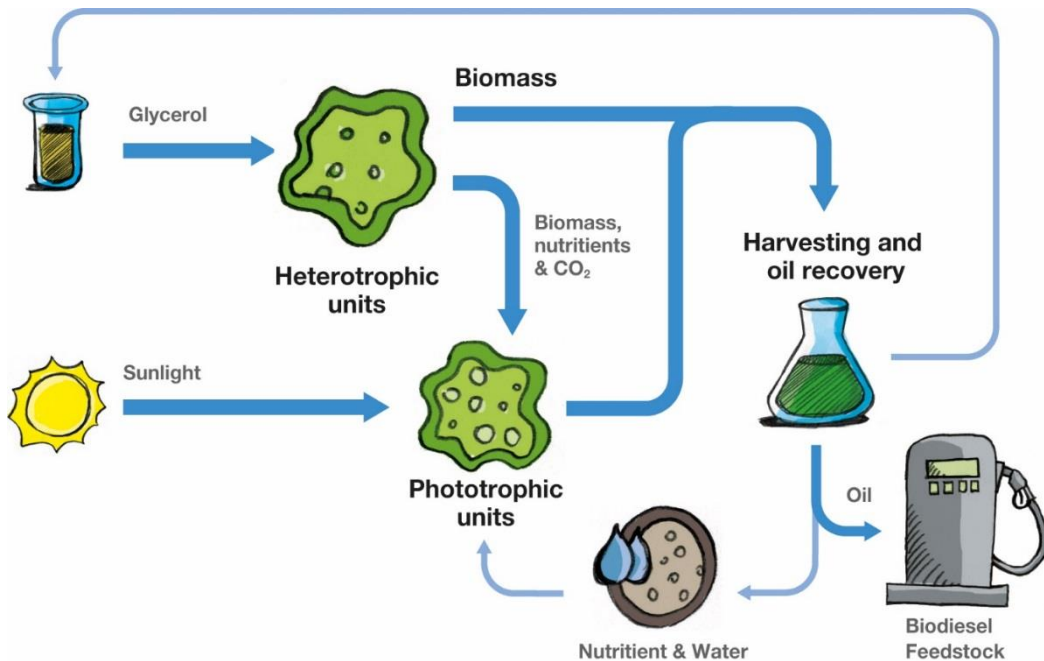 Biomass
Glycerol
Biomass,
nutritients
& CO₂
Harvesting and
oil recovery
Heterotrophic
units
Sunlight
Phototrophic
units
Oil
Nutritient & Water
Biodiesel
Feedstock